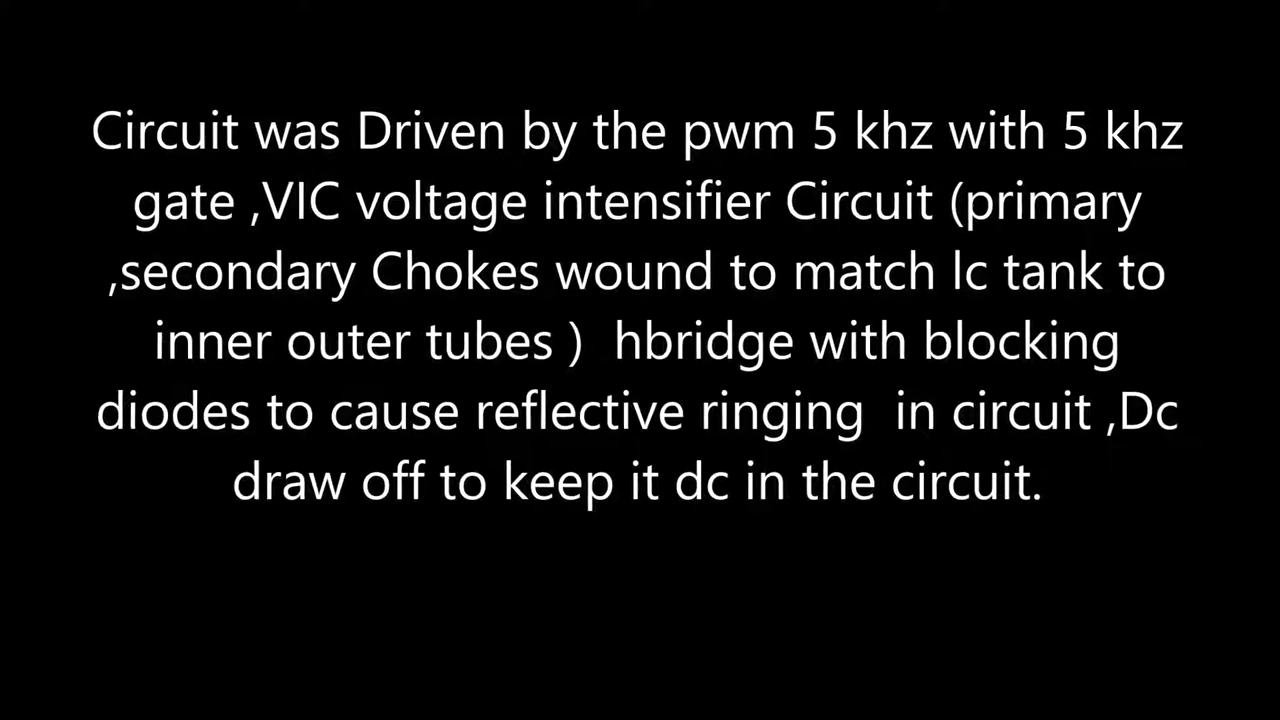 Circuit was Driven by the pwm 5 khz with 5 khz
gate ,VIC voltage intensifier Circuit (primary
,secondary Chokes wound to match lc tank to
inner outer tubes )  hbridge with blocking
diodes to cause reflective ringing  in circuit ,Dc
draw off to keep it dc in the circuit.